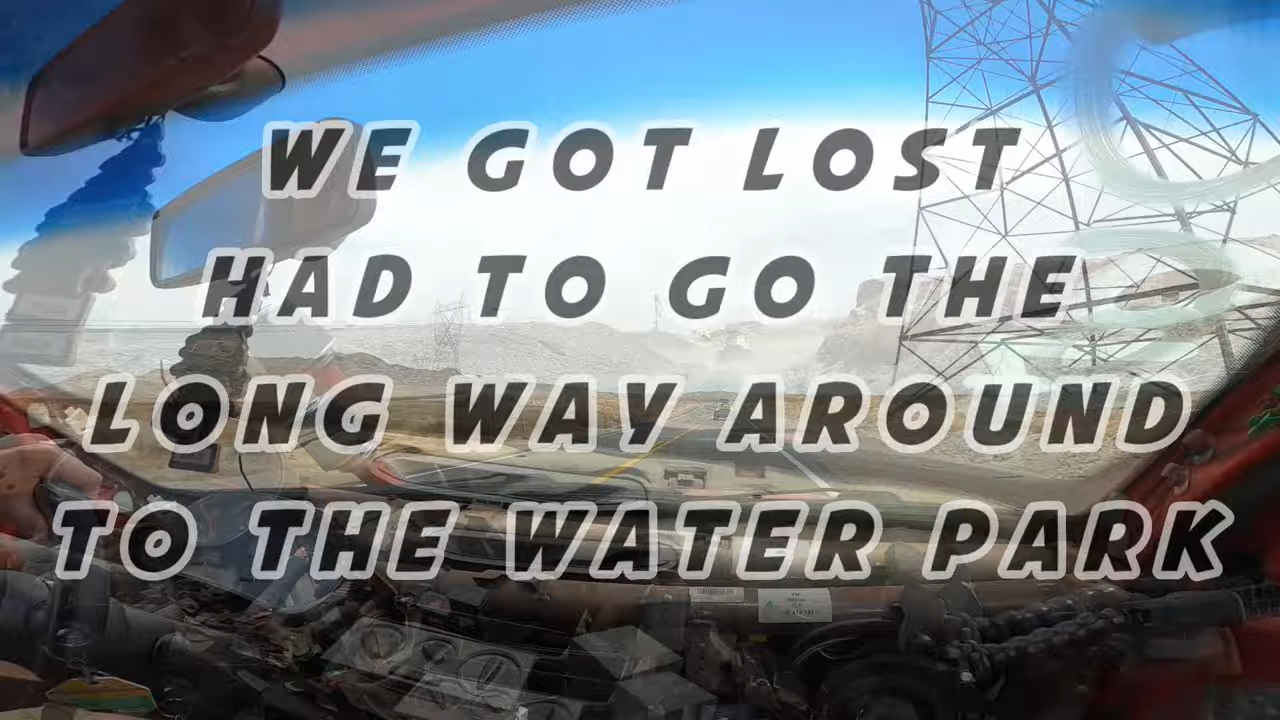 WE GOT LOST
HAD TO GO THE
LONG WAY AROUND
TO THE WATER PARK